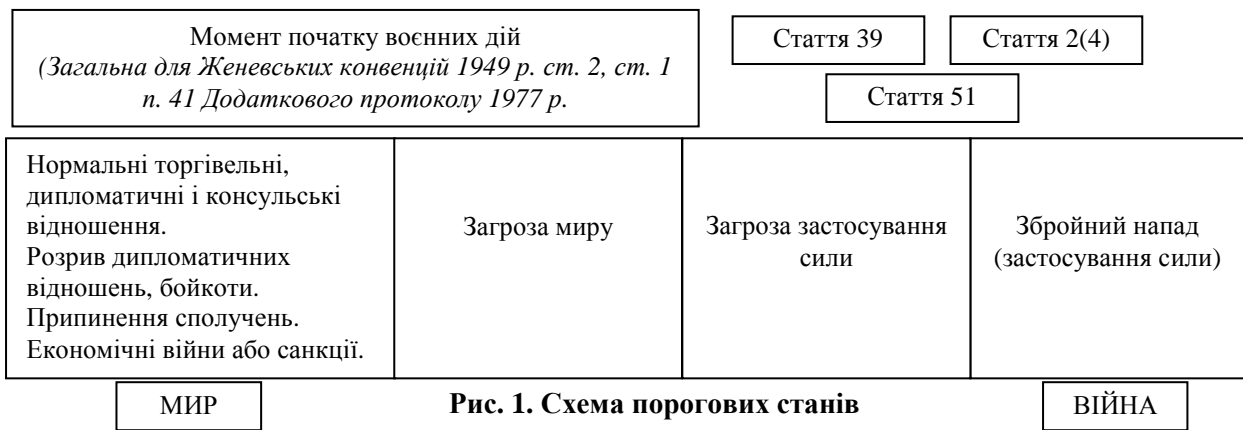 Момент початку воєнних дій
(Загальна для Женевських конвенцій 1949 р. ст. 2, ст. 1
п. 41 Додаткового протоколу 1977 р.
Стаття 39
Стаття 2(4)
Стаття 51
Нормальні торгівельні,
дипломатичні і консульські
відношення.
Розрив дипломатичних
відношень, бойкоти.
Припинення сполучень.
Економічні війни або санкції.
Загроза миру
Загроза застосування
сили
Збройний напад
(застосування сили)
МИР
Рис. 1. Схема порогових станів
ВІЙНА